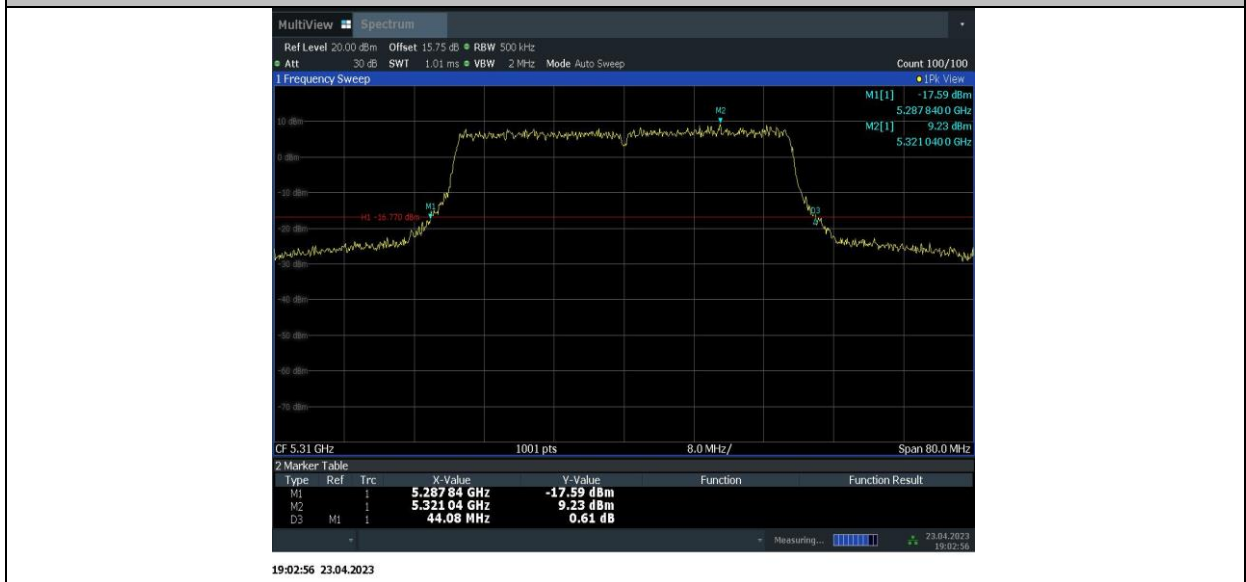 MultiView Spectrum
Ref Level 20.00 dBm Offset 15.75 dB RBW 500 kHz
Att 30 dB SWT 1.01 ms VBW 2 MHz Mode Auto Sweep Count 100/100
1 Frequency Sweep 1Pk View
M1[1] -17.59 dBm
5.287 840 0 GHz
M2
10 dBm
M2[1] 9.23 dBm
5.321 040 0 GHz
0 dBm
-10 dBm
M1
D3
H1 -16.770 dBm
-20 dBm
-30 dBm
-40 dBm
-50 dBm
-60 dBm
-70 dBm
CF 5.31 GHz 1001 pts 8.0 MHz/ Span 80.0 MHz
2 Marker Table
Type Ref Trc X-Value Y-Value Function Function Result
M1 1 5.287 84 GHz -17.59 dBm
M2 1 5.321 04 GHz 9.23 dBm
D3 M1 1 44.08 MHz 0.61 dB
Measuring... 23.04.2023
19:02:56
19:02:56 23.04.2023